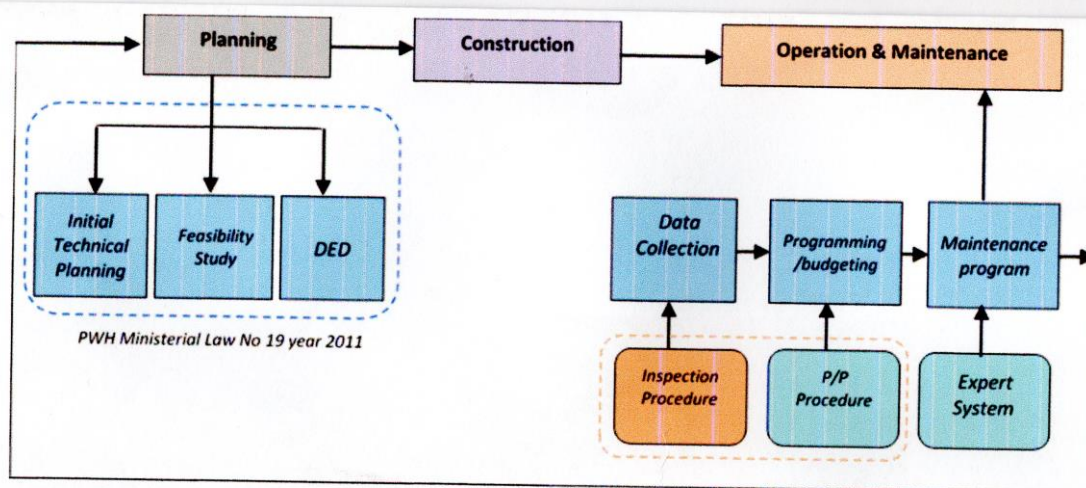 Planning
Construction
Operation & Maintenance
Initial
Technical
Planning
Feasibility
Study
DED
Data
Collection
Programming
/budgeting
Maintenance
program
PWH Ministerial Law No 19 year 2011
Inspection
Procedure
P/P
Procedure
Expert
System